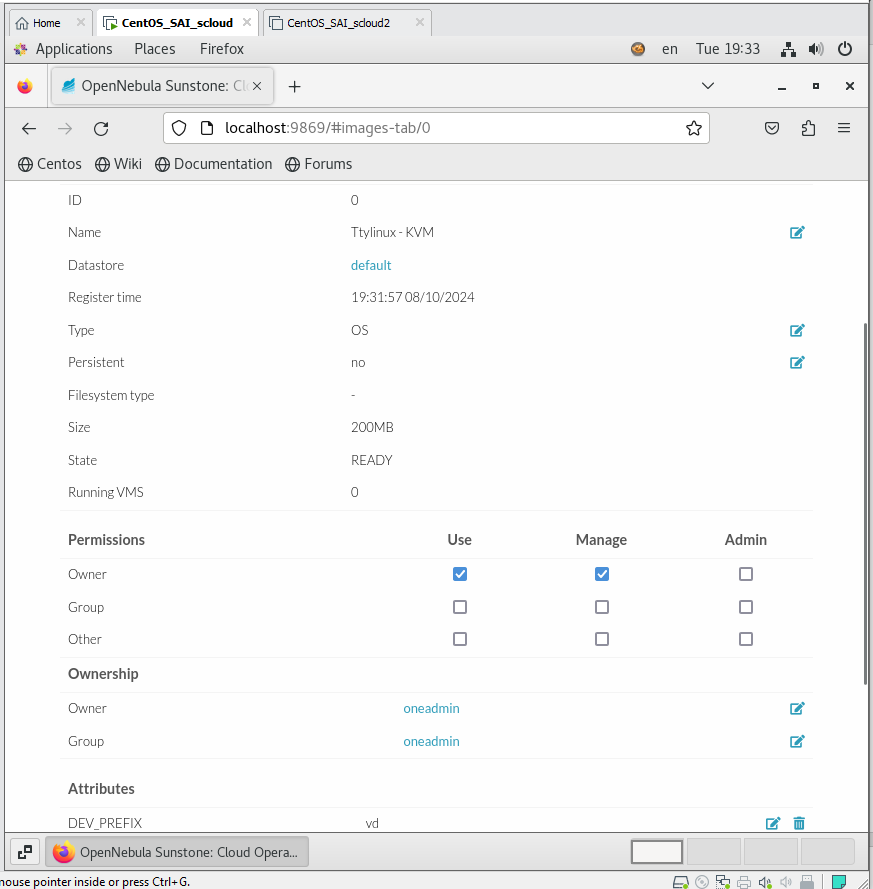 Home CentOS_SAI_scloud CentOS_SAI_scloud2
Applications Places Firefox en Tue 19:33
OpenNebula Sunstone: Cl
localhost:9869/#images-tab/0
Centos Wiki Documentation Forums
ID 0
Name Ttylinux - KVM
Datastore default
Register time 19:31:57 08/10/2024
Type OS
Persistent no
Filesystem type -
Size 200MB
State READY
Running VMS 0
Permissions Use Manage Admin
Owner
Group
Other
Ownership
Owner oneadmin
Group oneadmin
Attributes
DEV_PREFIX vd
OpenNebula Sunstone: Cloud Opera...
mouse pointer inside or press Ctrl+G.